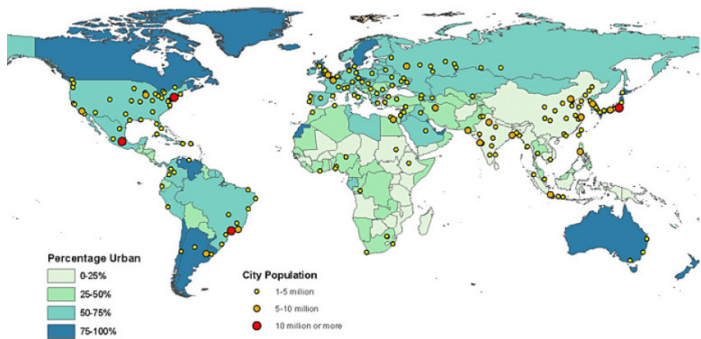 Percentage Urban
0-25%
25-50%
50-75%
75-100%
City Population
1-5 million
5-10 million
10 million or more